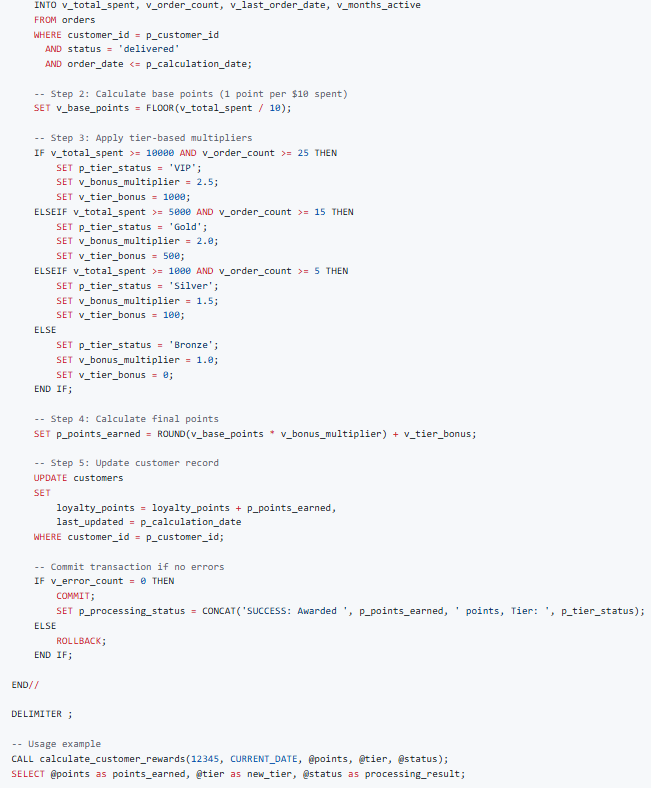 INTO v_total_spent, v_order_count, v_last_order_date, v_months_active
FROM orders
WHERE customer_id = p_customer_id
AND status = 'delivered'
AND order_date <= p_calculation_date;
-- Step 2: Calculate base points (1 point per $10 spent)
SET v_base_points = FLOOR(v_total_spent / 10);
-- Step 3: Apply tier-based multipliers
IF v_total_spent >= 10000 AND v_order_count >= 25 THEN
SET p_tier_status = 'VIP';
SET v_bonus_multiplier = 2.5;
SET v_tier_bonus = 1000;
ELSEIF v_total_spent >= 5000 AND v_order_count >= 15 THEN
SET p_tier_status = 'Gold';
SET v_bonus_multiplier = 2.0;
SET v_tier_bonus = 500;
ELSEIF v_total_spent >= 1000 AND v_order_count >= 5 THEN
SET p_tier_status = 'Silver';
SET v_bonus_multiplier = 1.5;
SET v_tier_bonus = 100;
ELSE
SET p_tier_status = 'Bronze';
SET v_bonus_multiplier = 1.0;
SET v_tier_bonus = 0;
END IF;
-- Step 4: Calculate final points
SET p_points_earned = ROUND(v_base_points * v_bonus_multiplier) + v_tier_bonus;
-- Step 5: Update customer record
UPDATE customers
SET
loyalty_points = loyalty_points + p_points_earned,
last_updated = p_calculation_date
WHERE customer_id = p_customer_id;
-- Commit transaction if no errors
IF v_error_count = 0 THEN
COMMIT;
SET p_processing_status = CONCAT('SUCCESS: Awarded ', p_points_earned, ' points, Tier: ', p_tier_status);
ELSE
ROLLBACK;
END IF;
END//
DELIMITER ;
-- Usage example
CALL calculate_customer_rewards(12345, CURRENT_DATE, @points, @tier, @status);
SELECT @points as points_earned, @tier as new_tier, @status as processing_result;